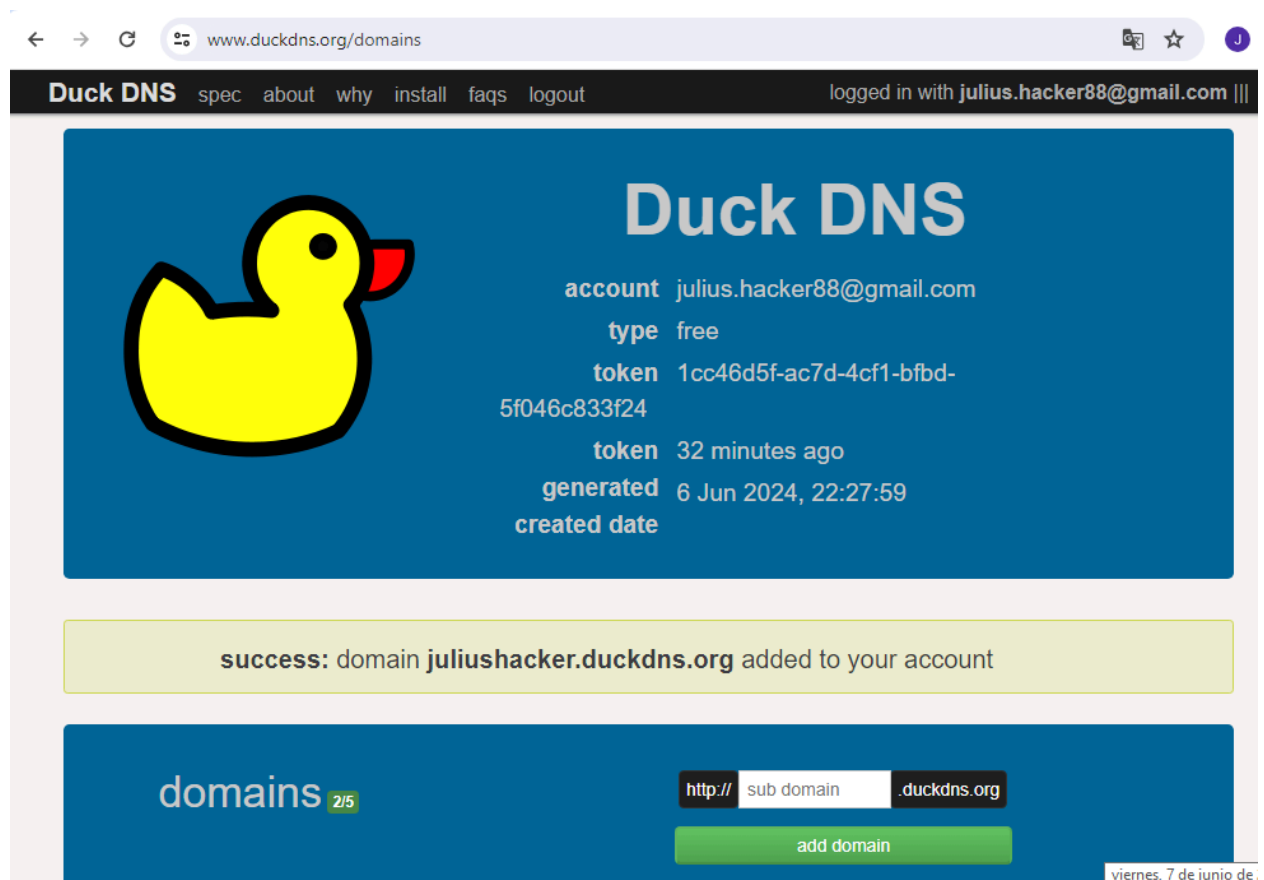 www.duckdns.org/domains
J
Duck DNS spec about why install faqs logout logged in with julius.hacker88@gmail.com |||
Duck DNS
account julius.hacker88@gmail.com
type free
token 1cc46d5f-ac7d-4cf1-bfbd-
5f046c833f24
token 32 minutes ago
generated 6 Jun 2024, 22:27:59
created date
success: domain juliushacker.duckdns.org added to your account
domains 2/5
http:// sub domain .duckdns.org
add domain
viernes, 7 de junio de